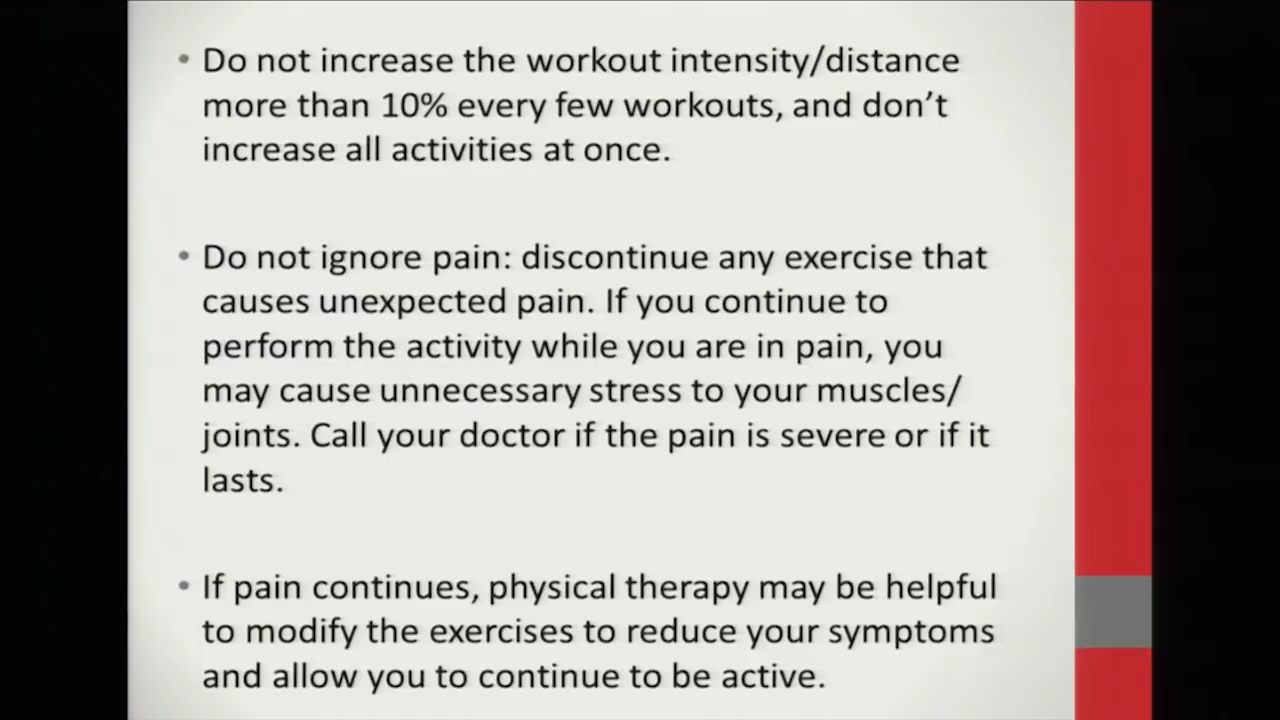 • Do not increase the workout intensity/distance
more than 10% every few workouts, and don’t
increase all activities at once.
• Do not ignore pain: discontinue any exercise that
causes unexpected pain. If you continue to
perform the activity while you are in pain, you
may cause unnecessary stress to your muscles/
joints. Call your doctor if the pain is severe or if it
lasts.
• If pain continues, physical therapy may be helpful
to modify the exercises to reduce your symptoms
and allow you to continue to be active.